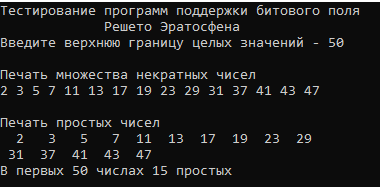 Тестирование программ поддержки битового поля
Решето Эратосфена
Введите верхнюю границу целых значений - 50
Печать множества некратных чисел
2 3 5 7 11 13 17 19 23 29 31 37 41 43 47
Печать простых чисел
2 3 5 7 11 13 17 19 23 29
31 37 41 43 47
В первых 50 числах 15 простых